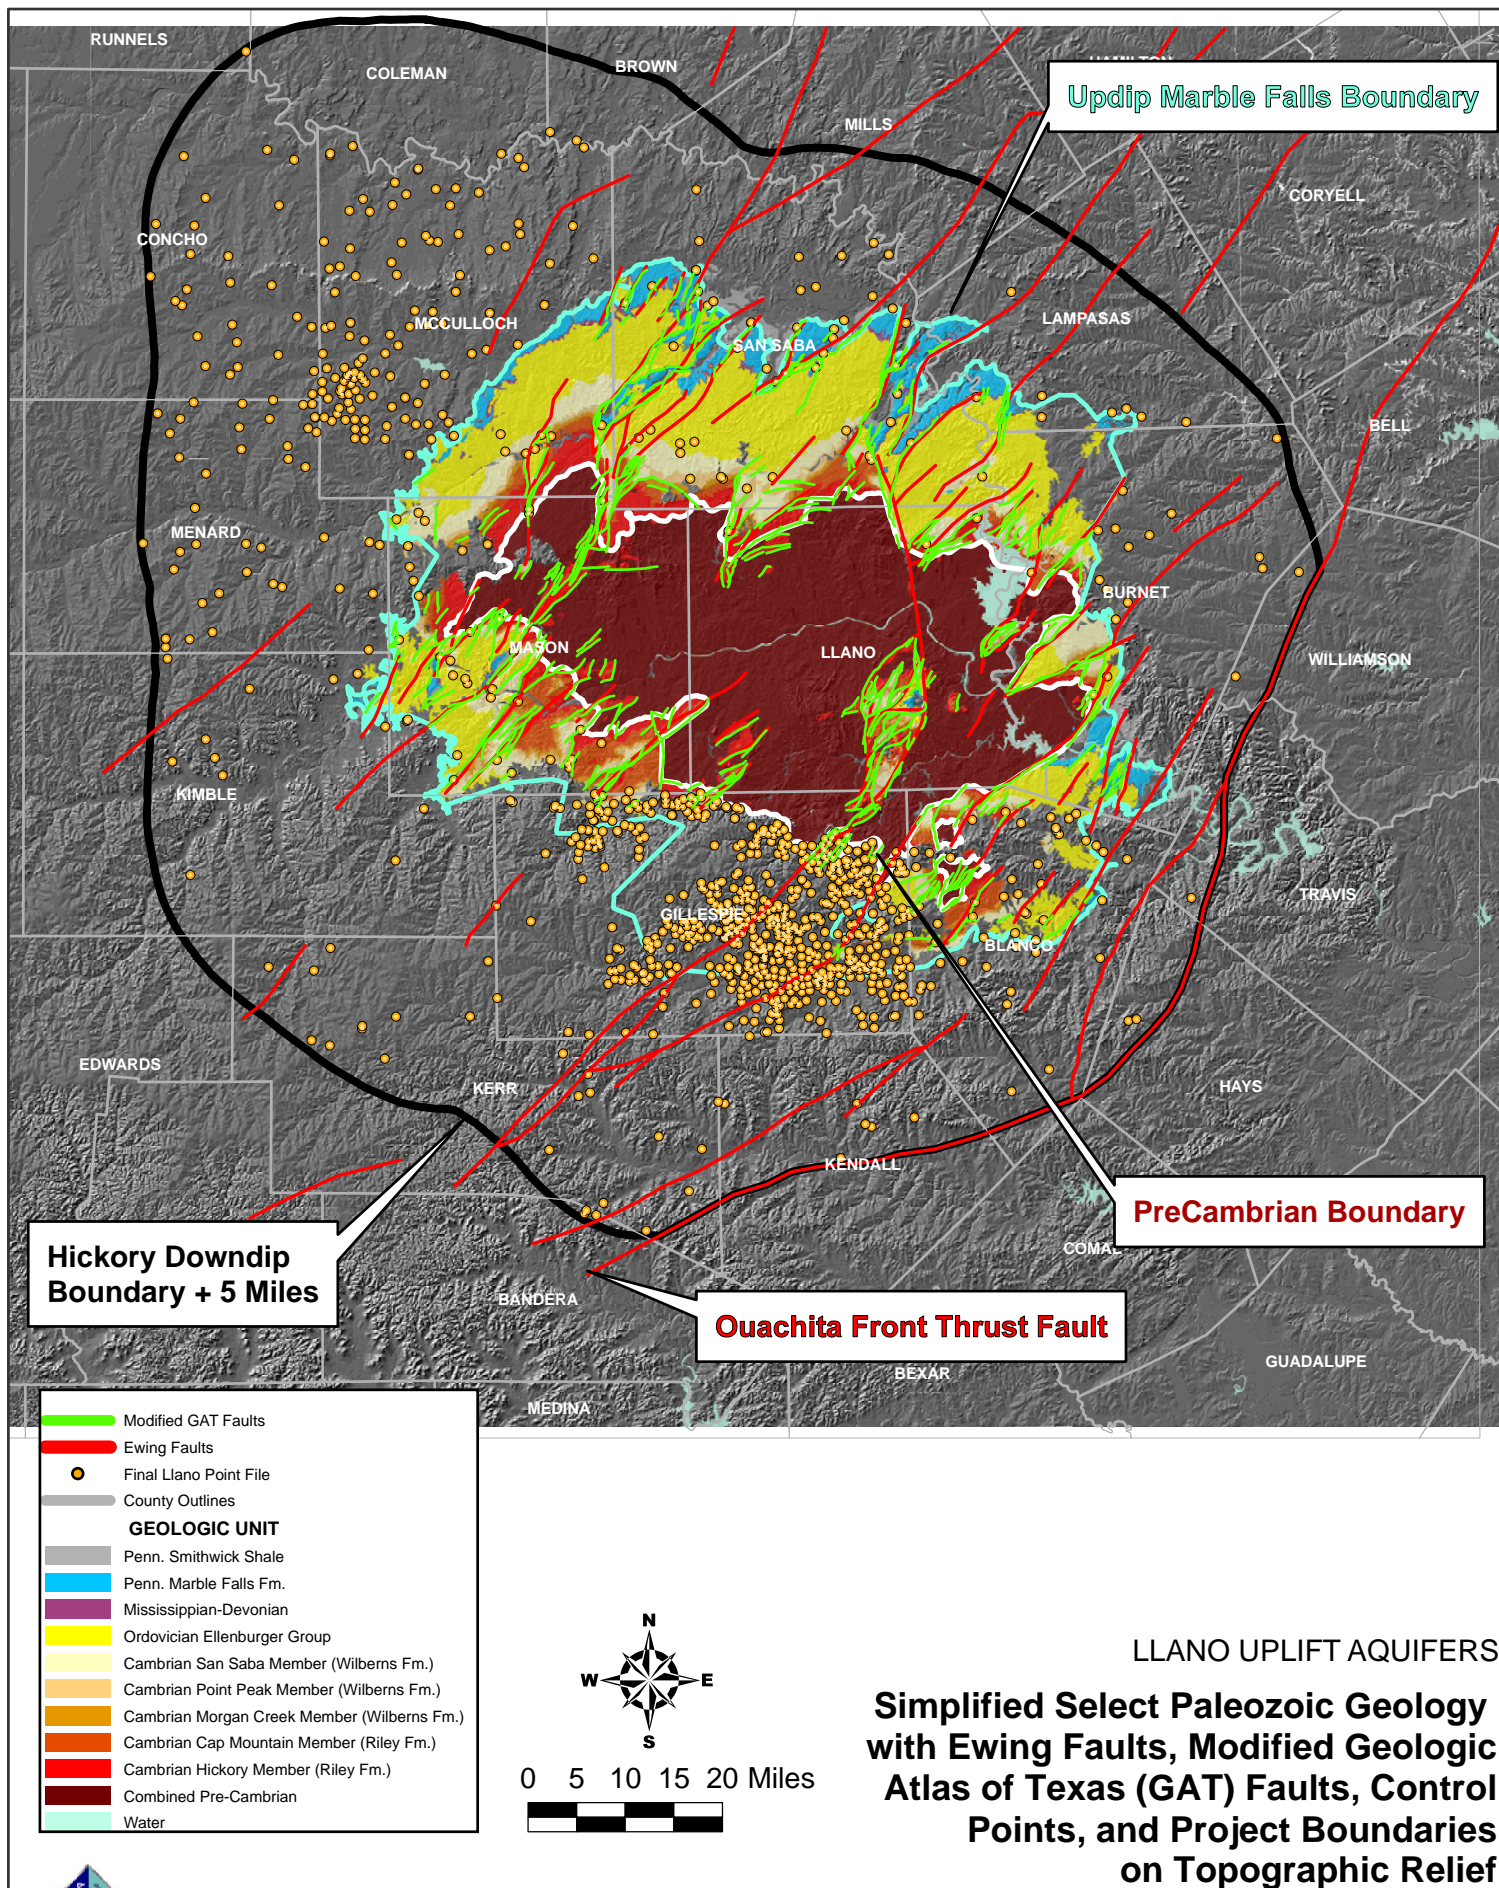 RUNNELS
COLEMAN
BROWN
HAMILTON
Updip Marble Falls Boundary
MILLS
CORYELL
CONCHO
MCCULLOCH
SAN SABA
LAMPASAS
BELL
MENARD
BURNET
MASON
LLANO
WILLIAMSON
KIMBLE
TRAVIS
GILLESPIE
BLANCO
EDWARDS
KERR
HAYS
KENDALL
PreCambrian Boundary
Hickory Downdip
Boundary + 5 Miles
COMAL
BANDERA
Ouachita Front Thrust Fault
GUADALUPE
BEXAR
MEDINA
Modified GAT Faults
Ewing Faults
Final Llano Point File
County Outlines
GEOLOGIC UNIT
Penn. Smithwick Shale
Penn. Marble Falls Fm.
Mississippian-Devonian
Ordovician Ellenburger Group
Cambrian San Saba Member (Wilberns Fm.)
Cambrian Point Peak Member (Wilberns Fm.)
Cambrian Morgan Creek Member (Wilberns Fm.)
Cambrian Cap Mountain Member (Riley Fm.)
Cambrian Hickory Member (Riley Fm.)
Combined Pre-Cambrian
Water
N
W E
S
0 5 10 15 20 Miles
LLANO UPLIFT AQUIFERS
Simplified Select Paleozoic Geology
with Ewing Faults, Modified Geologic
Atlas of Texas (GAT) Faults, Control
Points, and Project Boundaries
on Topographic Relief